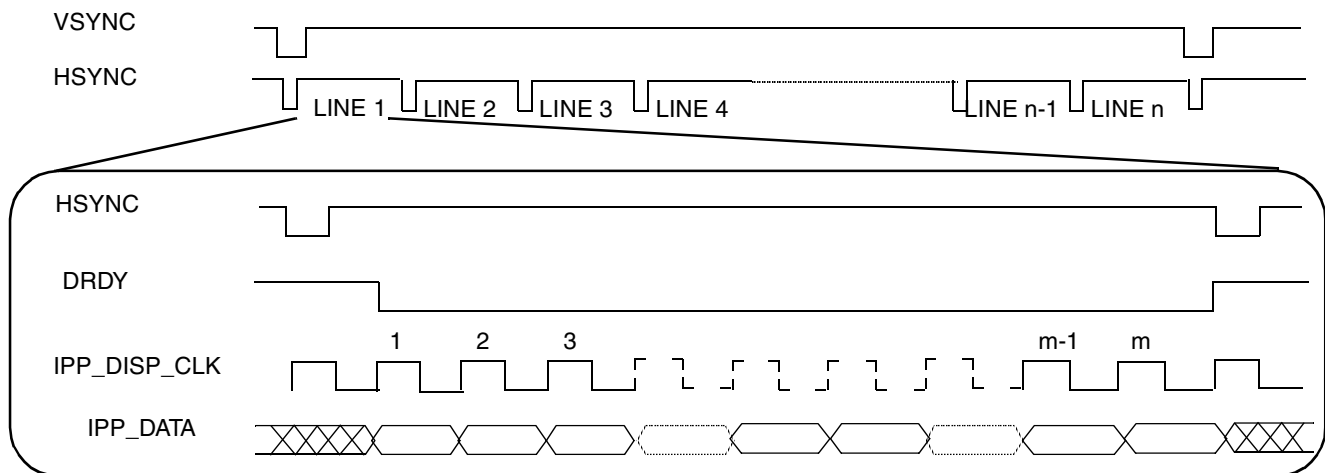 VSYNC
HSYNC
LINE 1 LINE 2 LINE 3 LINE 4 LINE n-1 LINE n
HSYNC
DRDY
1 2 3 m-1 m
IPP_DISP_CLK
IPP_DATA